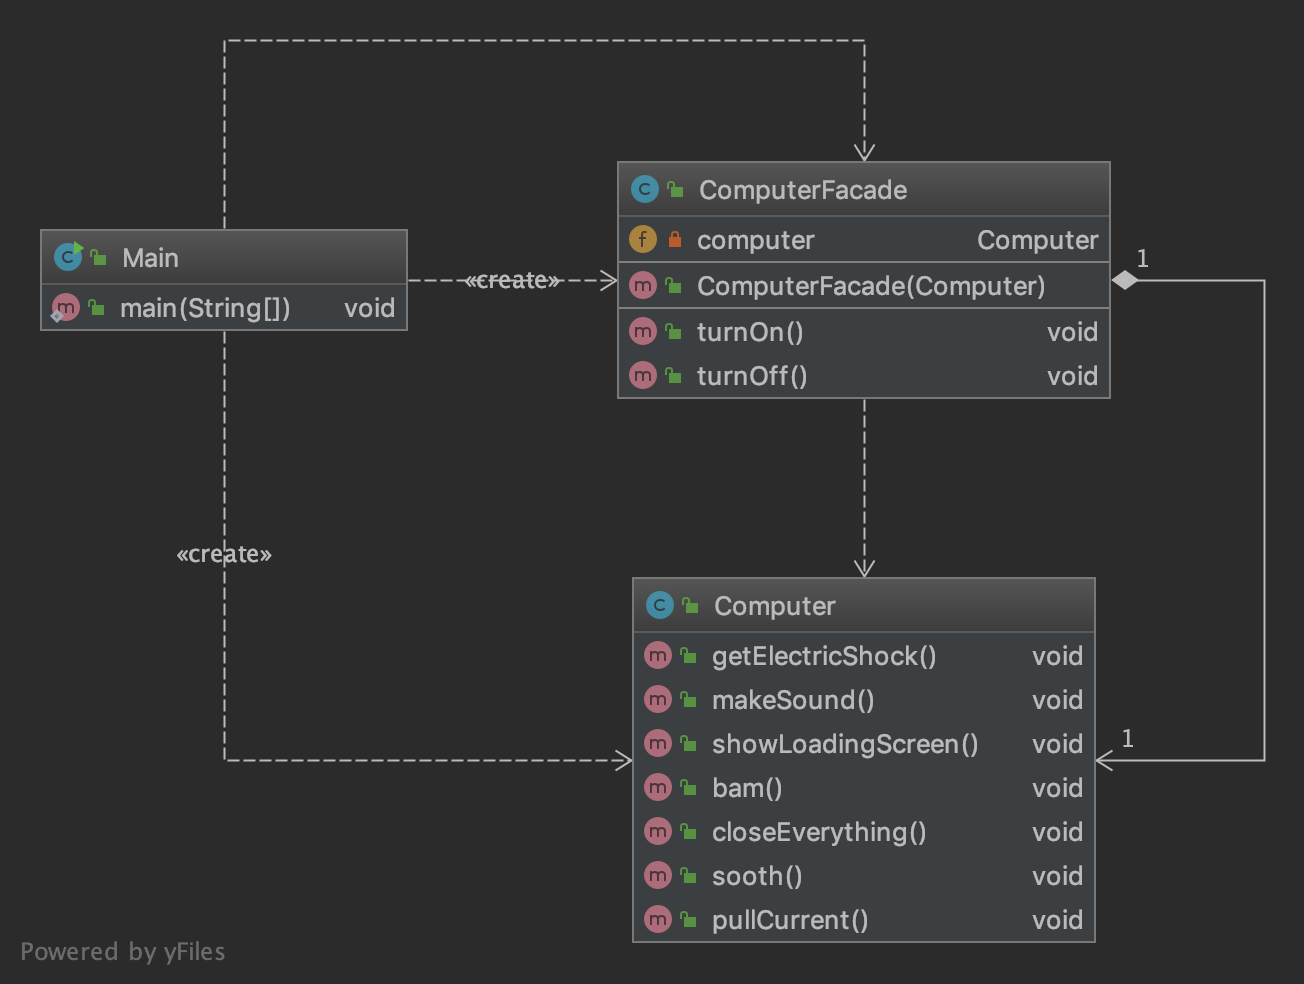 Main
main(String[]) void
«create»
«create»
ComputerFacade
computer Computer
ComputerFacade(Computer)
turnOn() void
turnOff() void
1
1
Computer
getElectricShock() void
makeSound() void
showLoadingScreen() void
bam() void
closeEverything() void
sooth() void
pullCurrent() void
Powered by yFiles